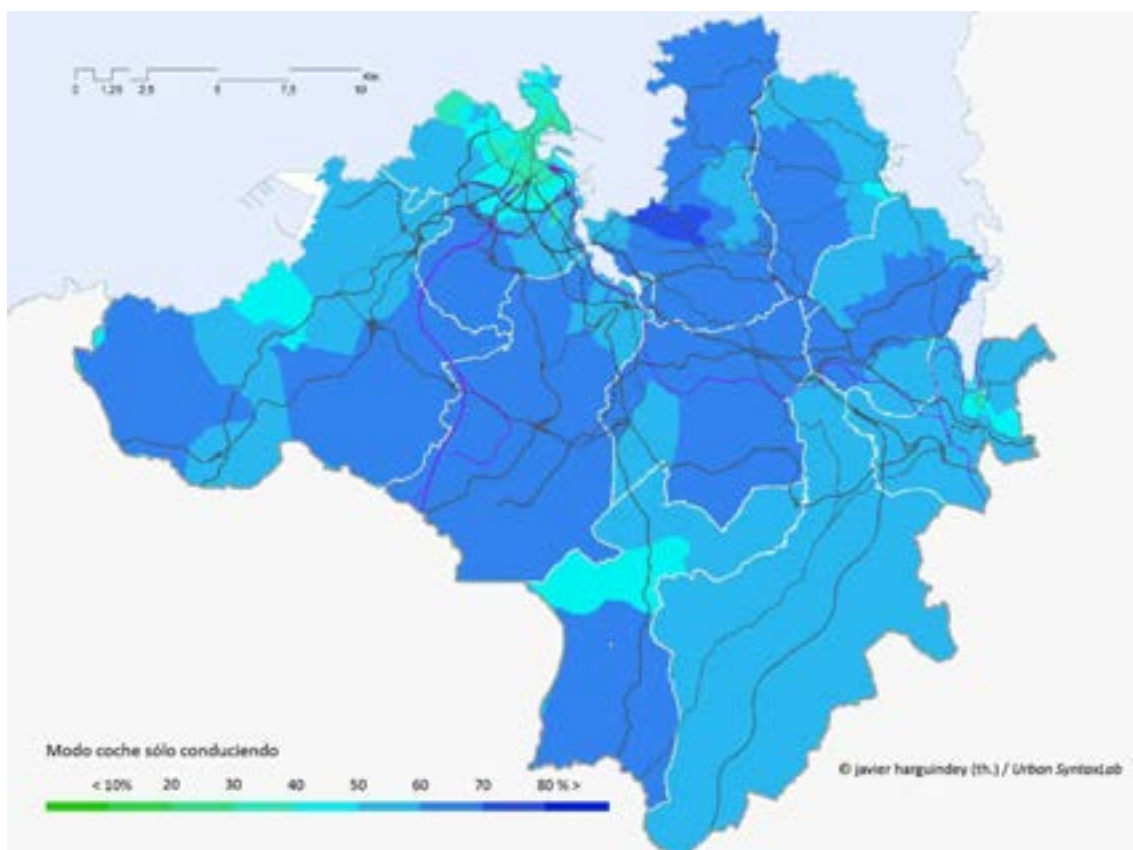 Km
0 1,25 2,5 5 7,5 10
Modo coche sólo conduciendo
< 10% 20 30 40 50 60 70 80 % >
© javier harguindey (th.) / Urban SyntaxLab